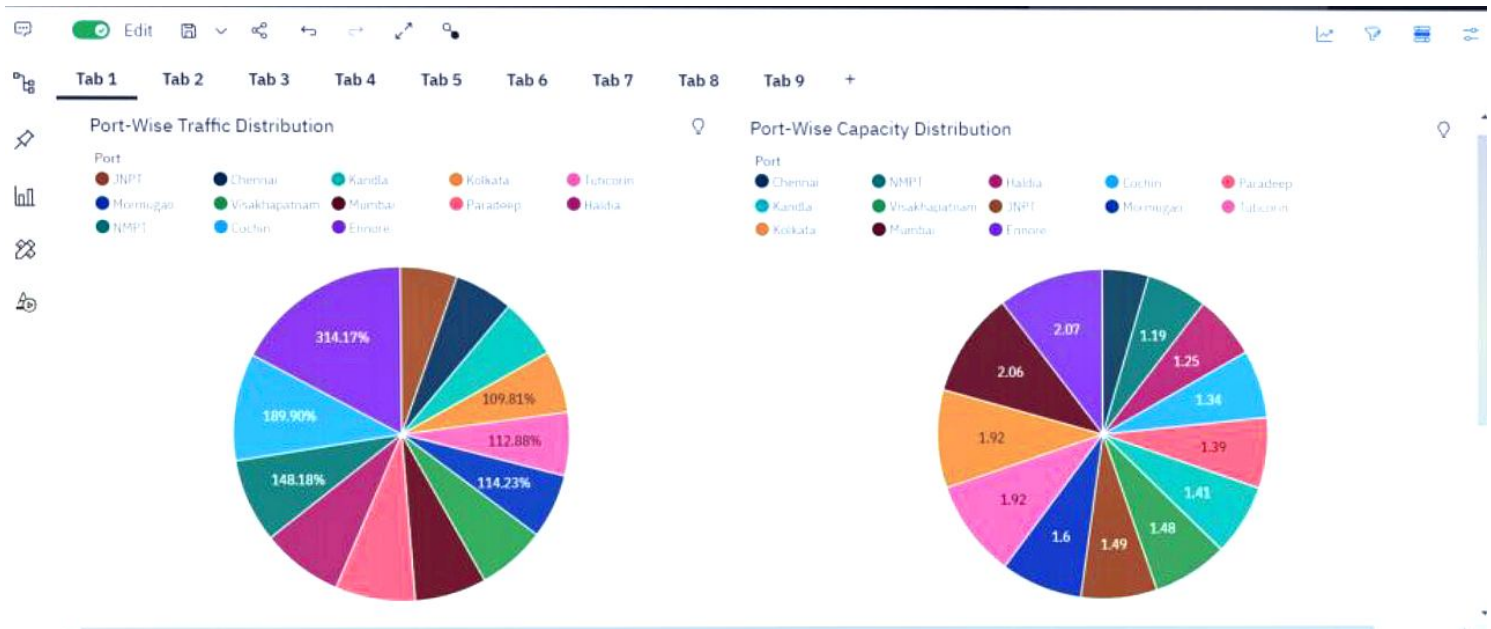 Edit
Tab 1 Tab 2 Tab 3 Tab 4 Tab 5 Tab 6 Tab 7 Tab 8 Tab 9 +
Port-Wise Traffic Distribution
Port
JNPT Chennai Kandla Kolkata Tuticorin
Mormugao Visakhapatnam Mumbai Paradeep Haldia
NMPT Cochin Ennore
314.17%
109.81%
189.90%
112.88%
148.18%
114.23%
Port-Wise Capacity Distribution
Port
Chennai NMPT Haldia Cochin Paradeep
Kandla Visakhapatnam JNPT Mormugao Tuticorin
Kolkata Mumbai Ennore
2.07
1.19
1.25
2.06
1.34
1.92
1.39
1.41
1.92
1.48
1.6
1.49